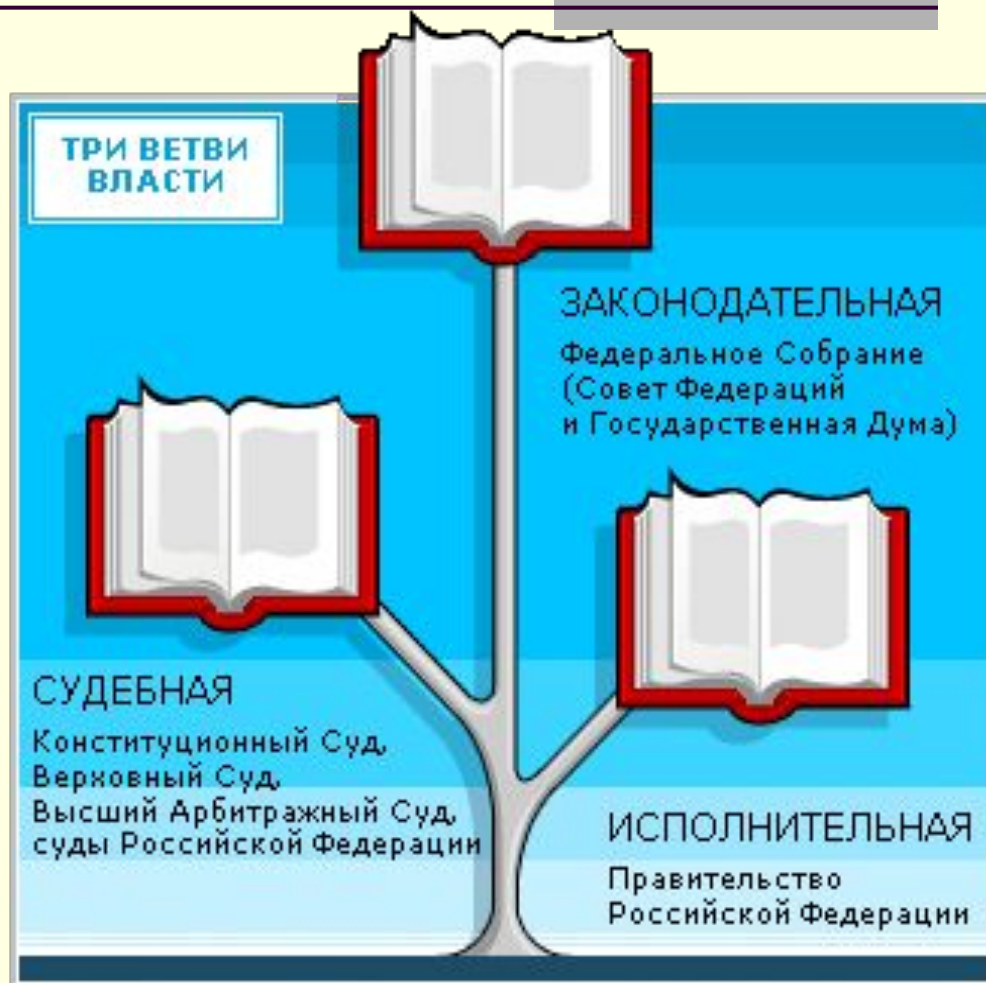 ТРИ ВЕТВИ
ВЛАСТИ
ЗАКОНОДАТЕЛЬНАЯ
Федеральное Собрание
(Совет Федераций
и Государственная Дума)
СУДЕБНАЯ
Конституционный Суд,
Верховный Суд,
Высший Арбитражный Суд,
суды Российской Федерации
ИСПОЛНИТЕЛЬНАЯ
Правительство
Российской Федерации